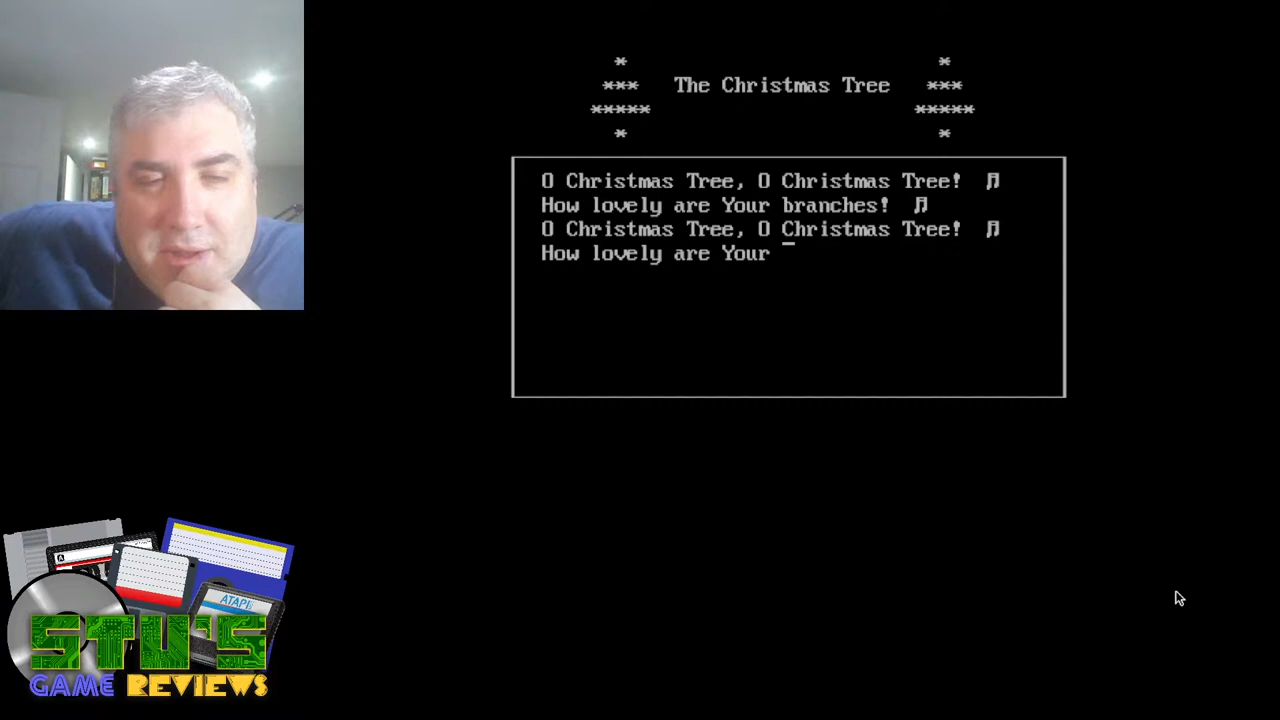 *     *
***   The Christmas Tree   ***
*****     *****
*     *
O Christmas Tree, O Christmas Tree! ♫
How lovely are Your branches! ♫
O Christmas Tree, O Christmas Tree! ♫
How lovely are Your _
ATARI
STU'S
GAME REVIEWS